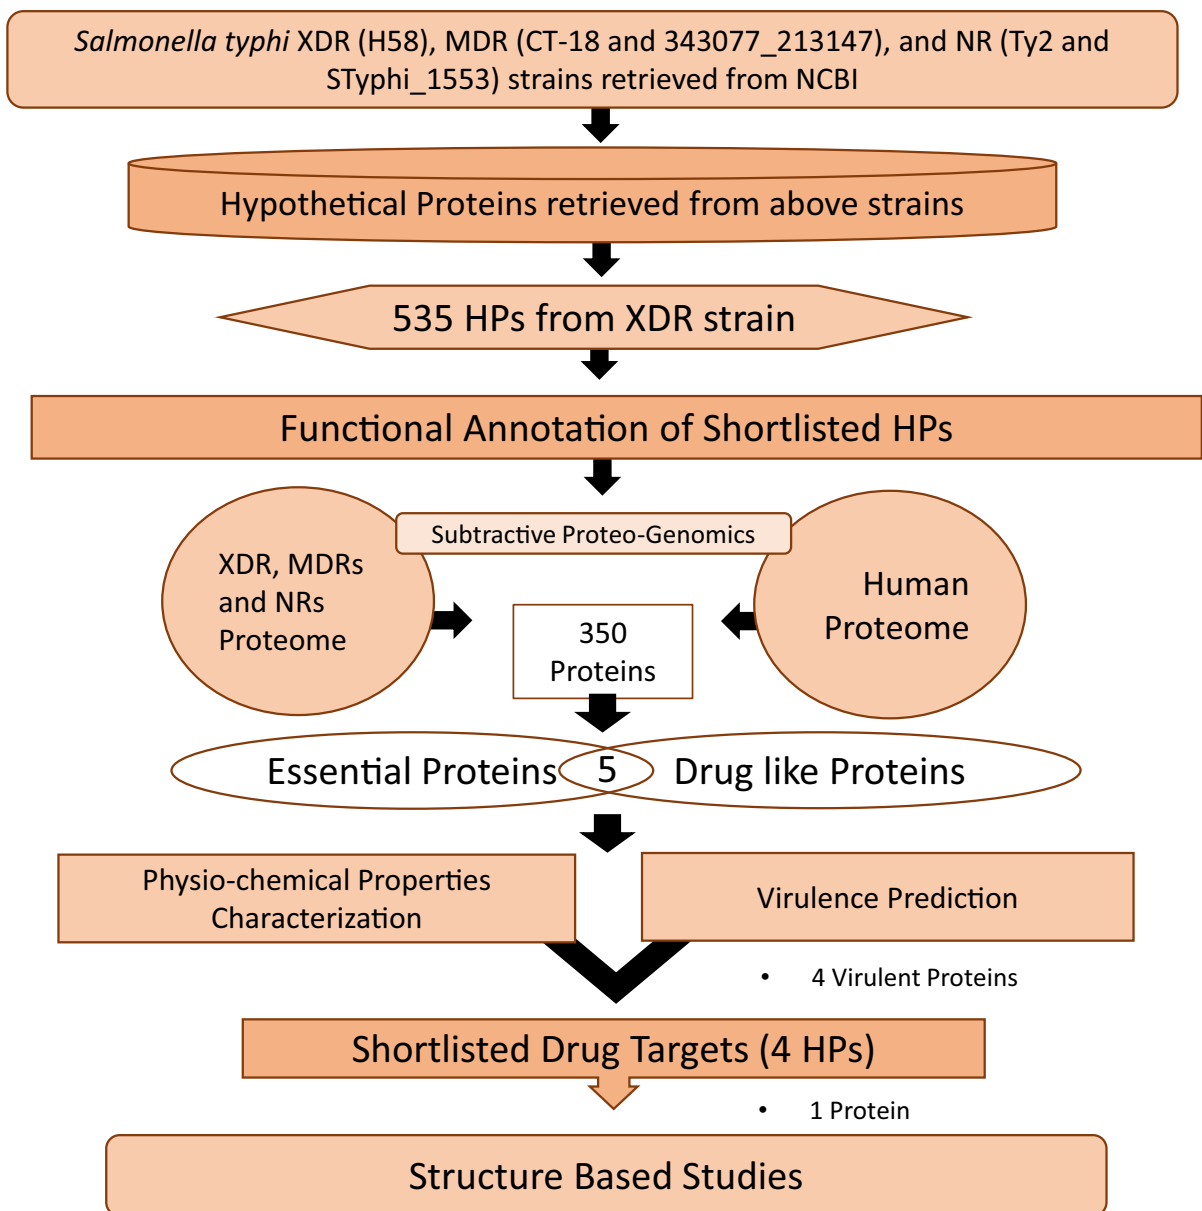 Salmonella typhi XDR (H58), MDR (CT-18 and 343077_213147), and NR (Ty2 and
STyphi_1553) strains retrieved from NCBI
Hypothetical Proteins retrieved from above strains
535 HPs from XDR strain
Functional Annotation of Shortlisted HPs
Subtractive Proteo-Genomics
XDR, MDRs
and NRs
Proteome
Human
Proteome
350
Proteins
Essential Proteins 5 Drug like Proteins
Physio-chemical Properties
Characterization
Virulence Prediction
• 4 Virulent Proteins
Shortlisted Drug Targets (4 HPs)
• 1 Protein
Structure Based Studies